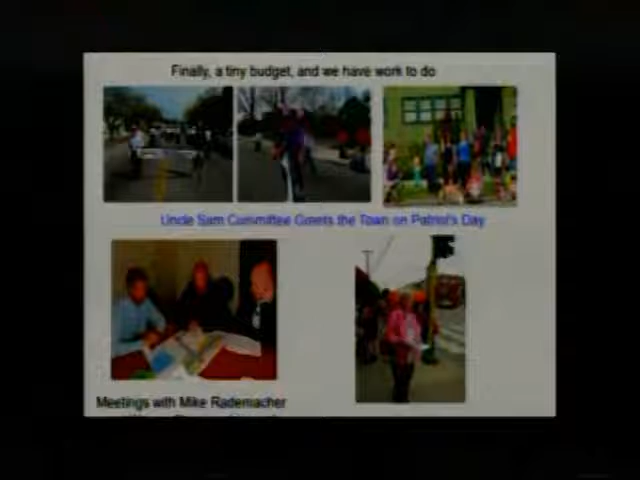 Finally, a tiny budget, and we have work to do
Uncle Sam Committee Greets the Town on Patriot's Day
Meetings with Mike Rademacher